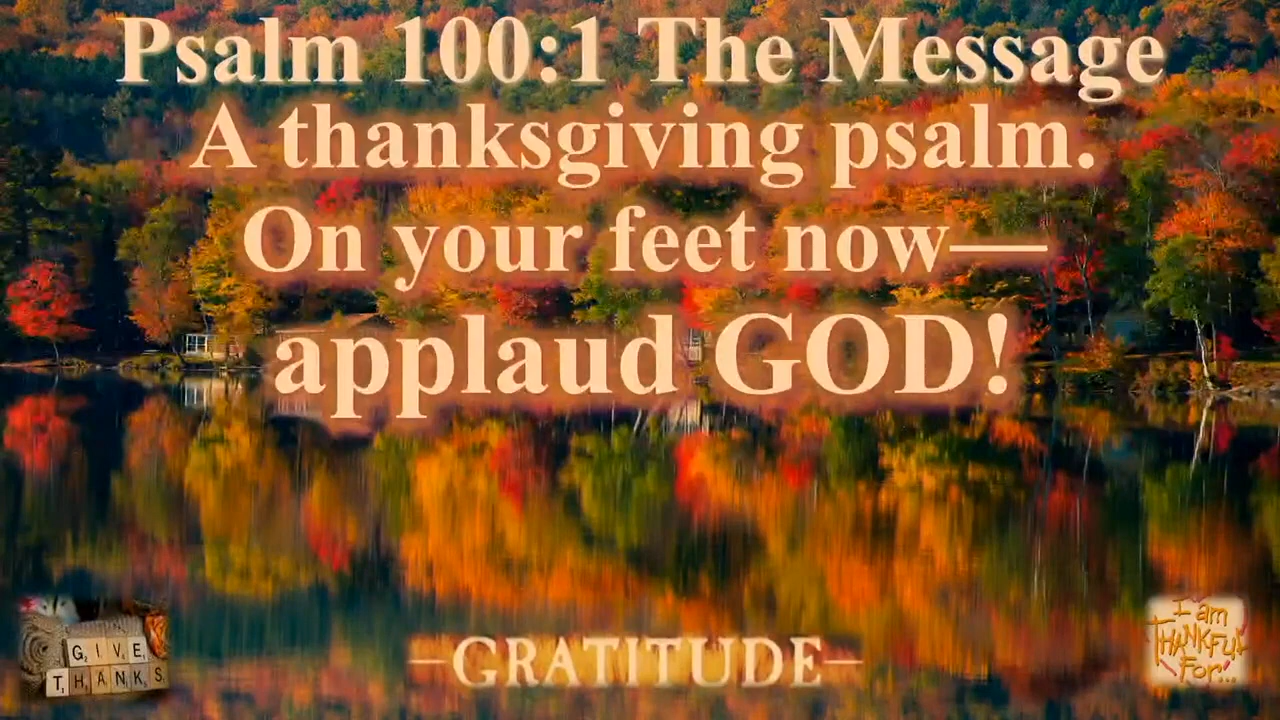 Psalm 100:1 The Message
A thanksgiving psalm.
On your feet now—
applaud GOD!
GIVE
THANKS
—GRATITUDE—
I am
THANKFUL
FOR...